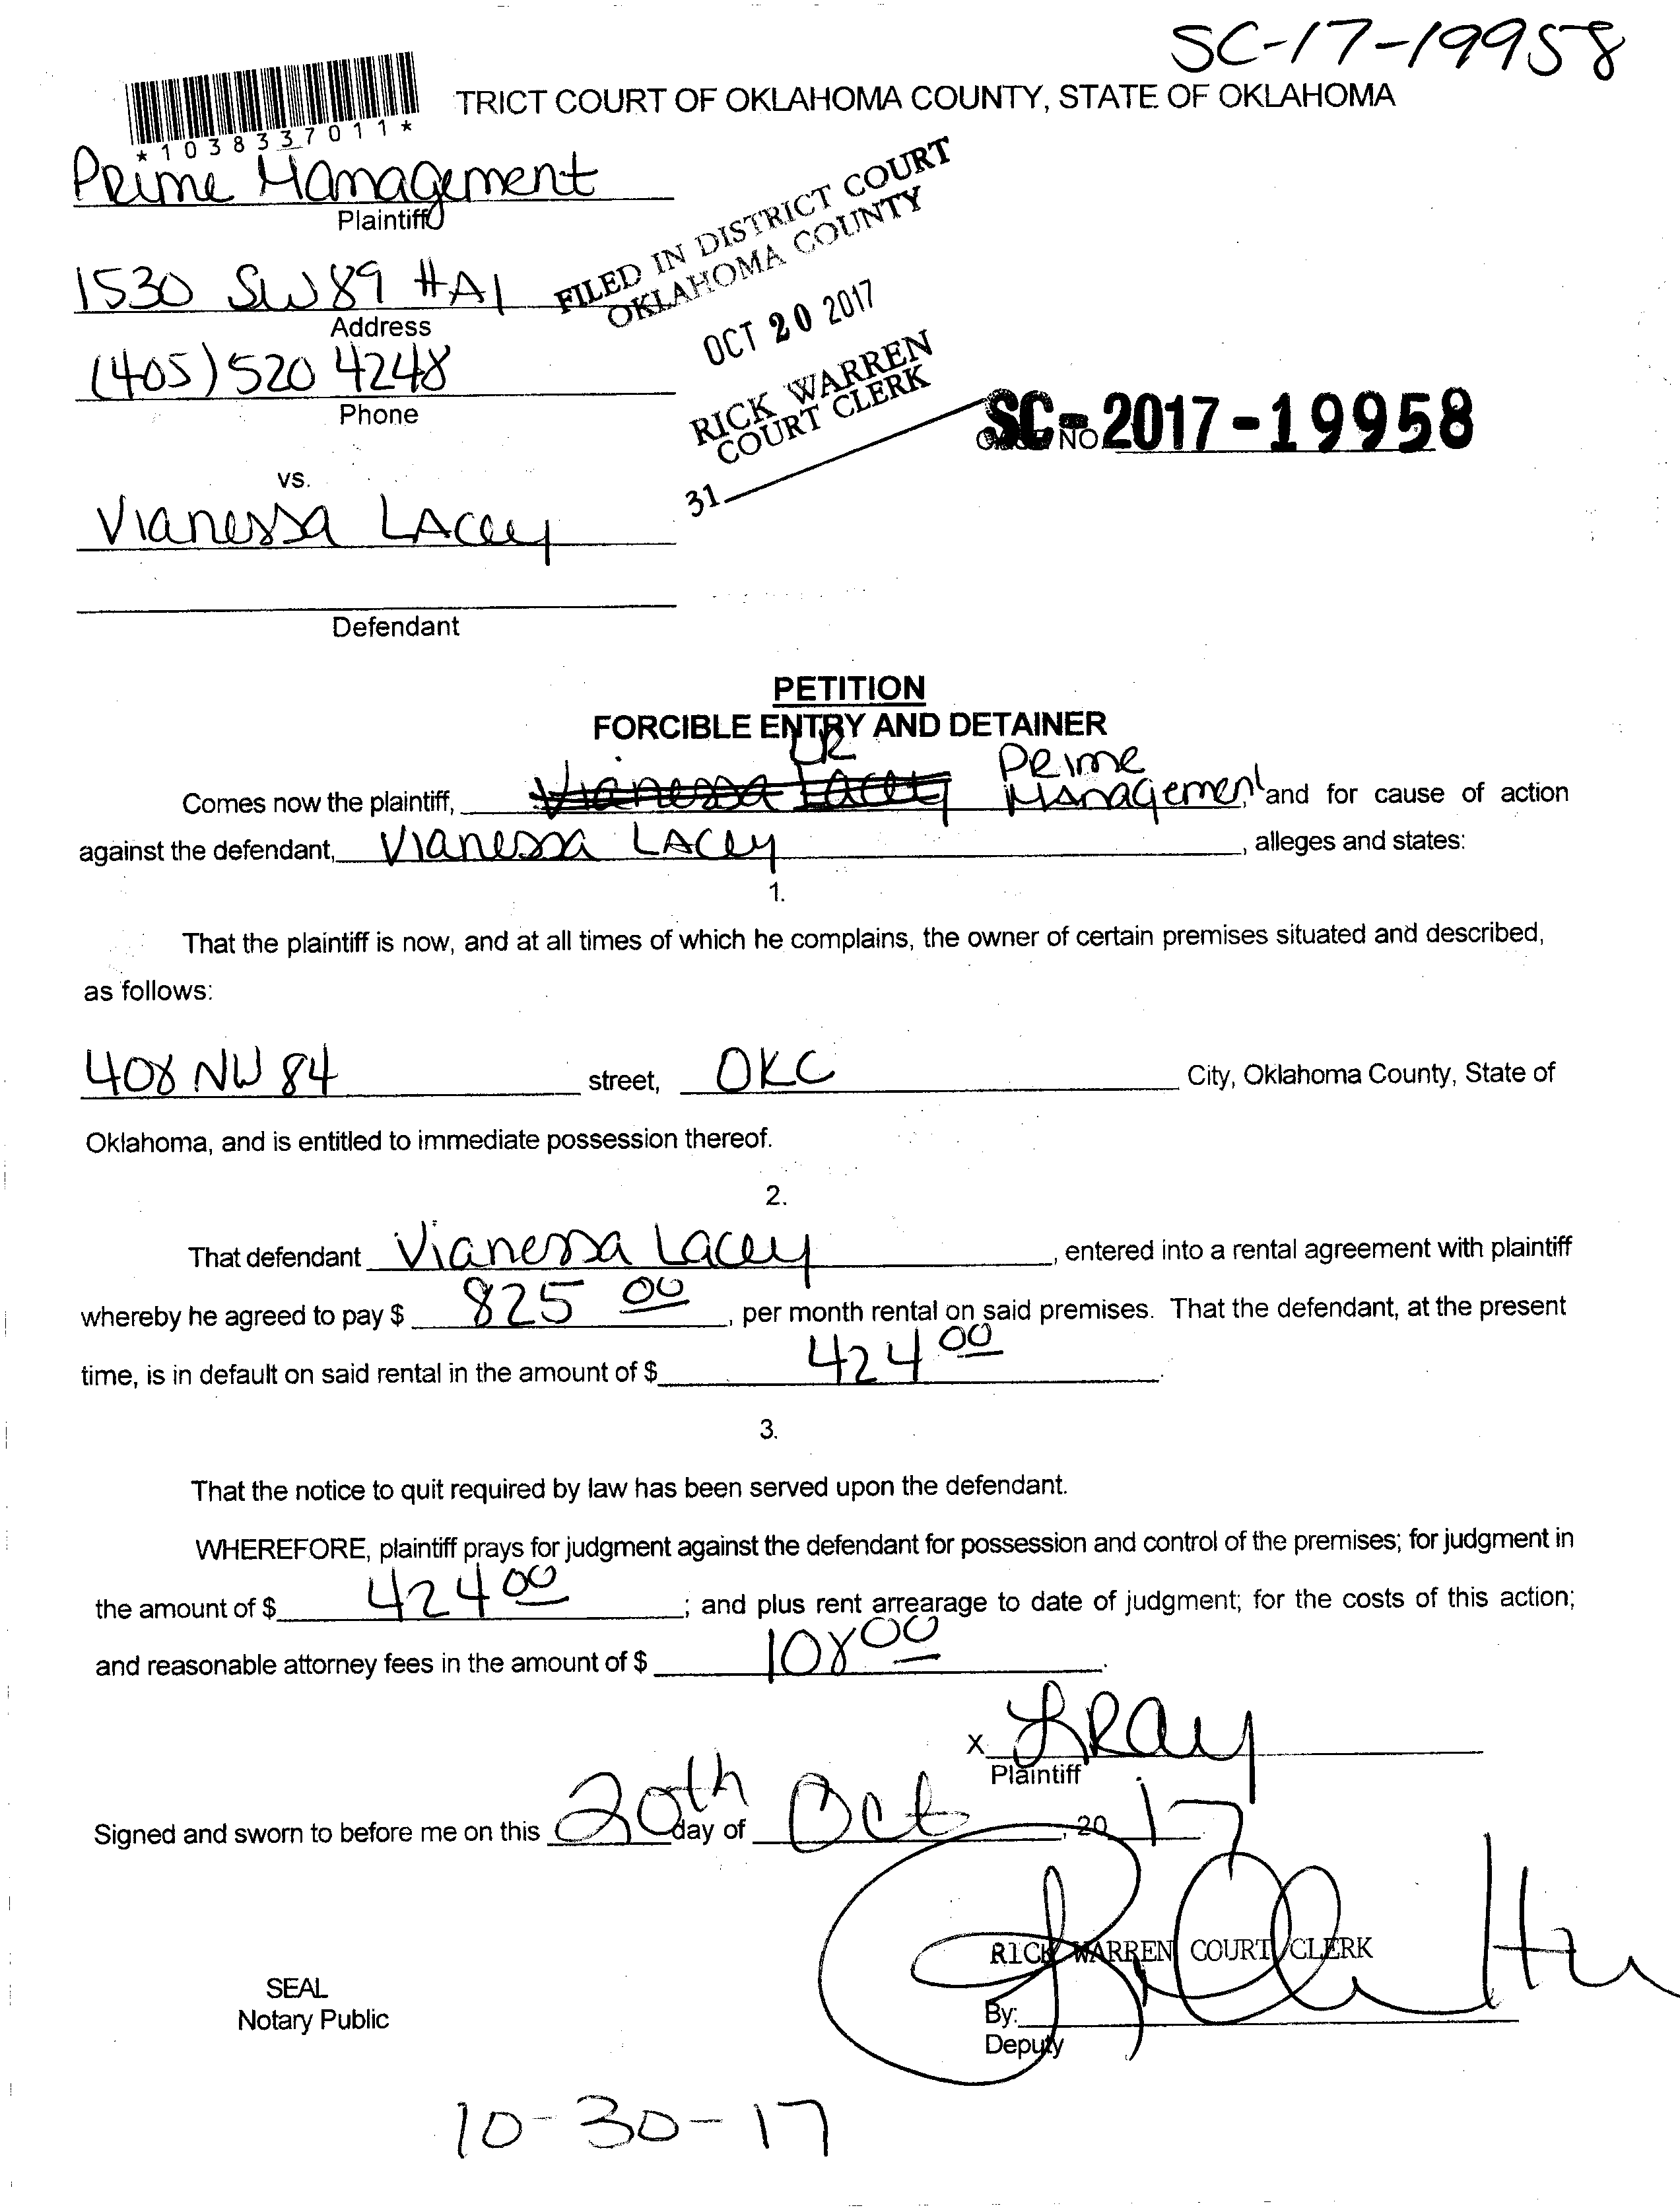 SC-17-19958
TRICT COURT OF OKLAHOMA COUNTY, STATE OF OKLAHOMA
*1038337011*
Prime Management
Plaintiff
FILED IN DISTRICT COURT
OKLAHOMA COUNTY
1530 SW 89 #A1
Address
OCT 20 2017
(405) 520 4248
Phone
RICK WARREN
COURT CLERK
SC-2017-19958
NO.
31
vs.
Vianessa LAcey
Defendant
PETITION
FORCIBLE ENTRY AND DETAINER
LR
Comes now the plaintiff, Vianessa Lacey Prime Management, and for cause of action
against the defendant, Vianessa LAcey, alleges and states:
1.
That the plaintiff is now, and at all times of which he complains, the owner of certain premises situated and described,
as follows:
408 NW 84 street, OKC City, Oklahoma County, State of
Oklahoma, and is entitled to immediate possession thereof.
2.
That defendant Vianessa Lacey, entered into a rental agreement with plaintiff
whereby he agreed to pay $ 825 00, per month rental on said premises. That the defendant, at the present
time, is in default on said rental in the amount of $ 424 00.
3.
That the notice to quit required by law has been served upon the defendant.
WHEREFORE, plaintiff prays for judgment against the defendant for possession and control of the premises; for judgment in
the amount of $ 424 00; and plus rent arrearage to date of judgment; for the costs of this action;
and reasonable attorney fees in the amount of $ 108 00.
X LRay
Plaintiff
Signed and sworn to before me on this 20th day of Oct, 20 17
RICK WARREN COURT CLERK
SEAL
Notary Public
By:
Deputy
10-30-17